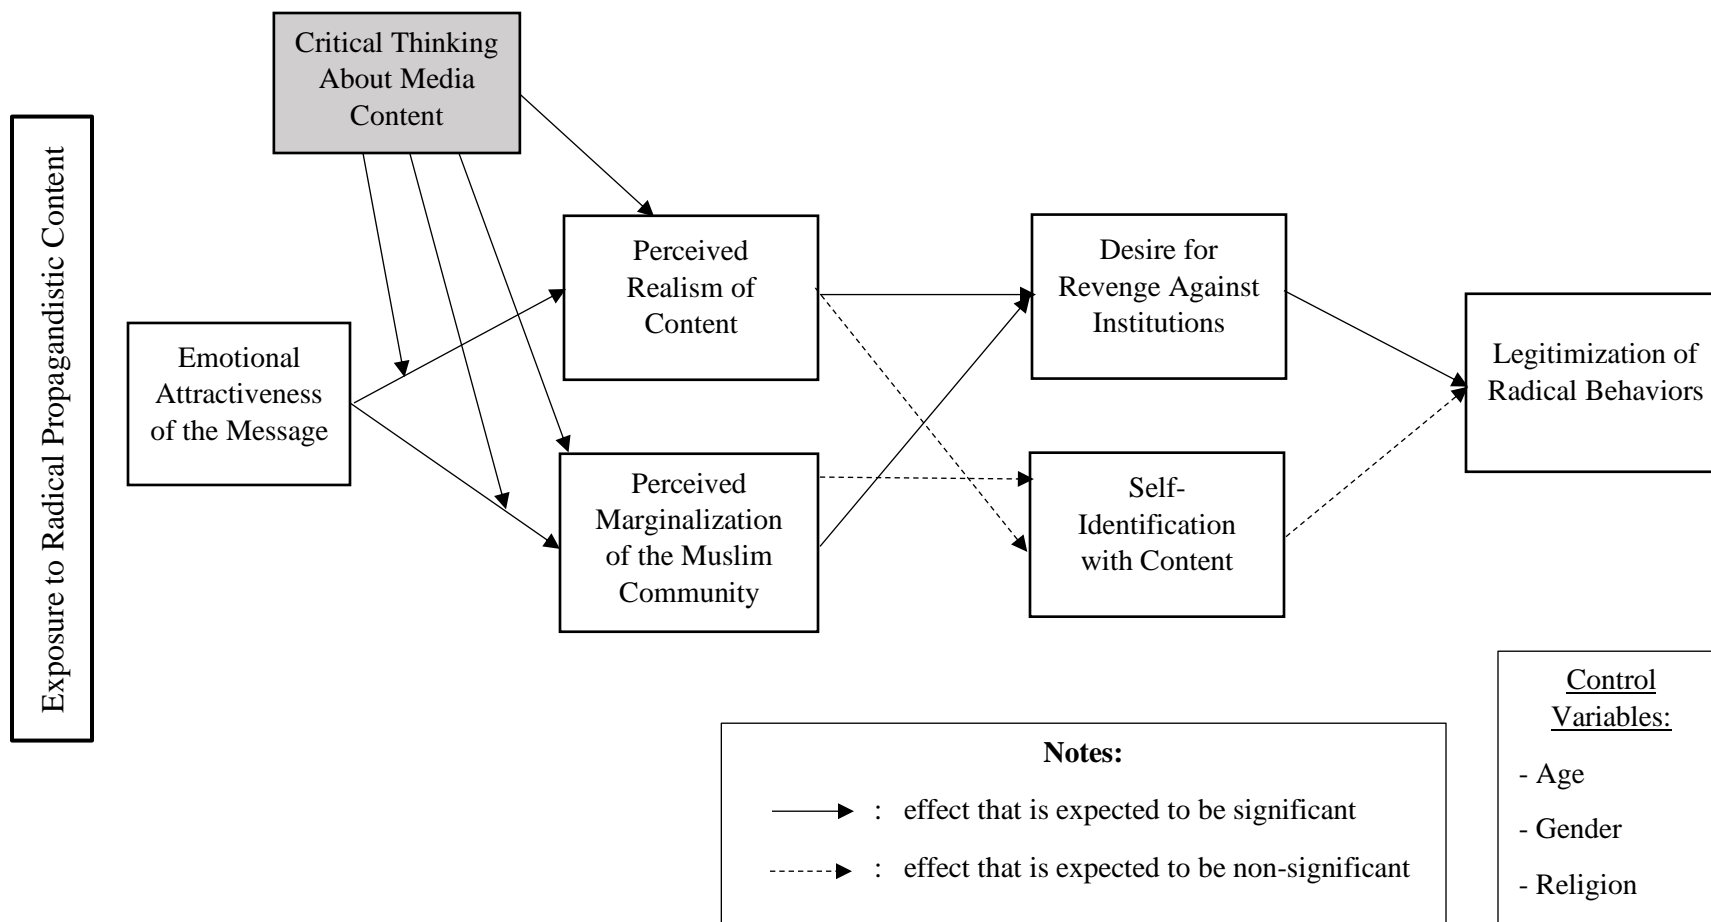 Critical Thinking
About Media
Content
Exposure to Radical Propagandistic Content
Emotional
Attractiveness
of the Message
Perceived
Realism of
Content
Perceived
Marginalization
of the Muslim
Community
Desire for
Revenge Against
Institutions
Self-
Identification
with Content
Legitimization of
Radical Behaviors
Notes:
: effect that is expected to be significant
: effect that is expected to be non-significant
Control
Variables:
- Age
- Gender
- Religion